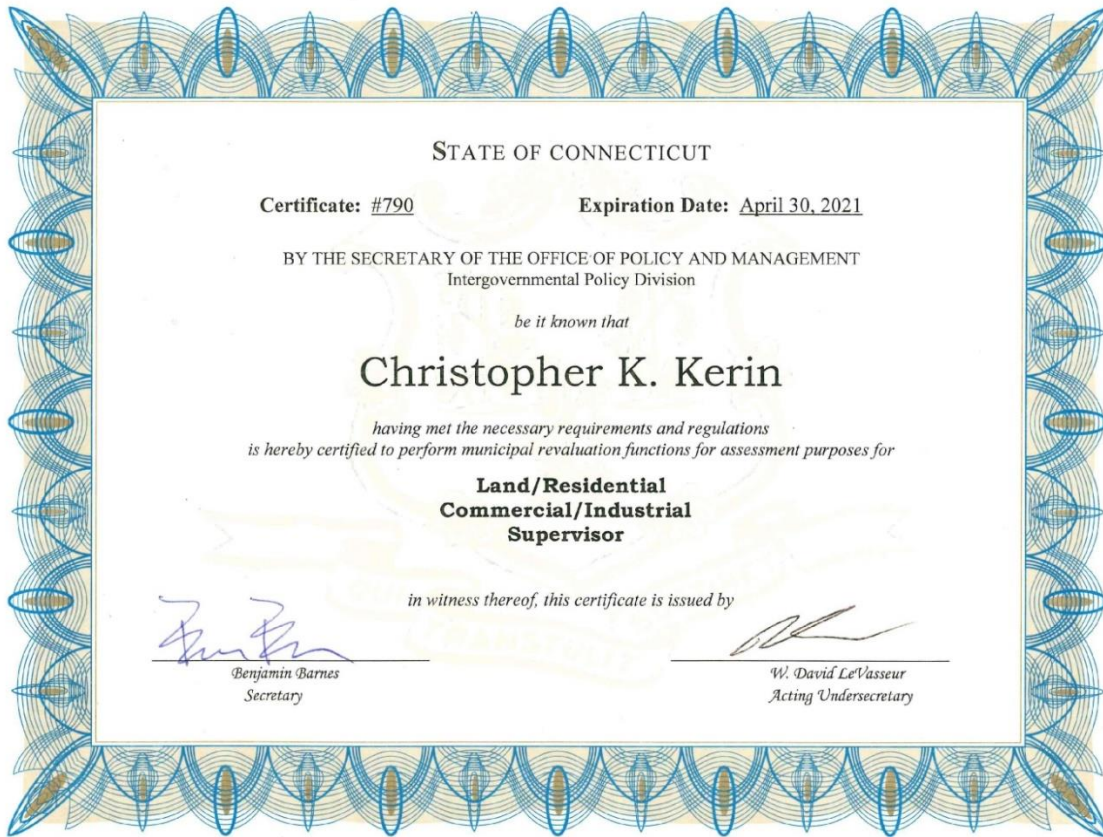 STATE OF CONNECTICUT
Certificate: #790 Expiration Date: April 30, 2021
BY THE SECRETARY OF THE OFFICE OF POLICY AND MANAGEMENT
Intergovernmental Policy Division
be it known that
Christopher K. Kerin
having met the necessary requirements and regulations
is hereby certified to perform municipal revaluation functions for assessment purposes for
Land/Residential
Commercial/Industrial
Supervisor
in witness thereof, this certificate is issued by
Benjamin Barnes
Secretary
W. David LeVasseur
Acting Undersecretary